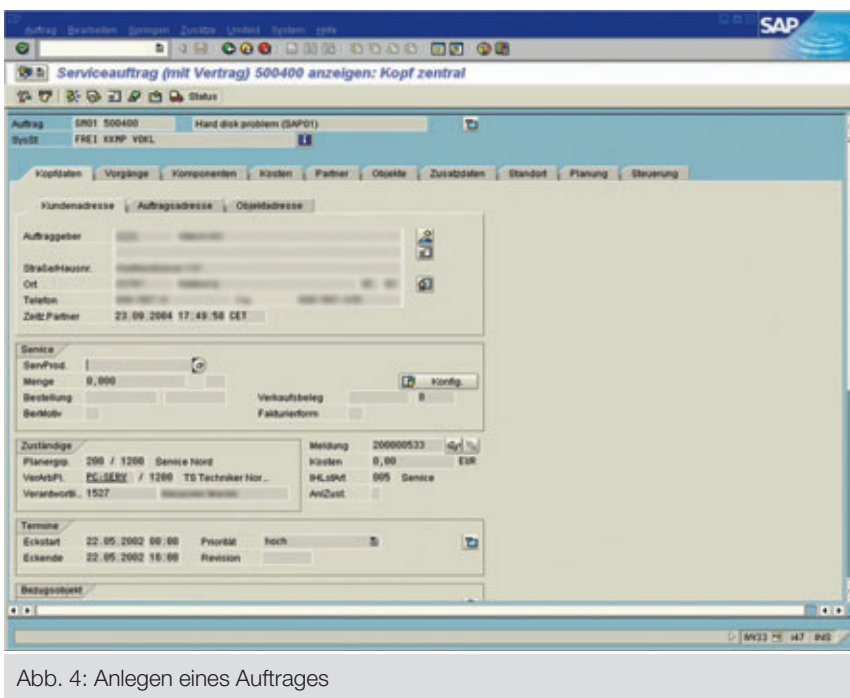 Auftrag Bearbeiten Springen Zusätze Umfeld System Hilfe
SAP
Serviceauftrag (mit Vertrag) 500400 anzeigen: Kopf zentral
Status
Auftrag SM01 500400 Hard disk problem (SAP01)
SysSt FREI KKMP VOKL
Kopfdaten Vorgänge Komponenten Kosten Partner Objekte Zusatzdaten Standort Planung Steuerung
Kundenadresse Auftragsadresse Objektadresse
Auftraggeber
Straße/Hausnr.
Ort
Telefon
Zeitz.Partner 23.09.2004 17:49:58 CET
Service
ServProd.
Menge 0,000 Konfig.
Bestellung Verkaufsbeleg 0
BerMotiv Fakturierform
Zuständige Meldung 200000533
Planergrp. 200 / 1200 Service Nord Kosten 0,00 EUR
VerArbPl. PC-SERV / 1200 TS Techniker Nor... IHLstArt 005 Service
Verantwortl.. 1527 AnlZust.
Termine
Eckstart 22.05.2002 00:00 Priorität hoch
Eckende 22.05.2002 16:00 Revision
Bezugsobjekt
IW33 i47 INS
Abb. 4: Anlegen eines Auftrages